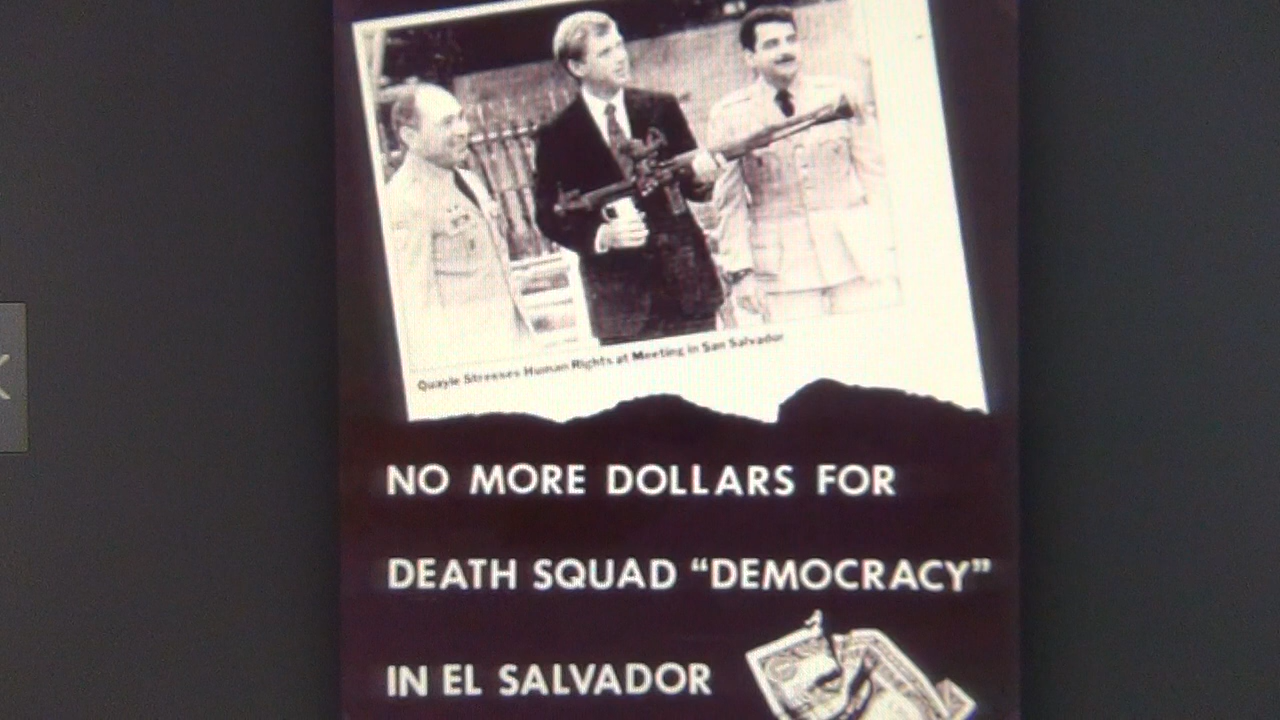 Quayle Stresses Human Rights at Meeting in San Salvador
NO MORE DOLLARS FOR
DEATH SQUAD “DEMOCRACY”
IN EL SALVADOR